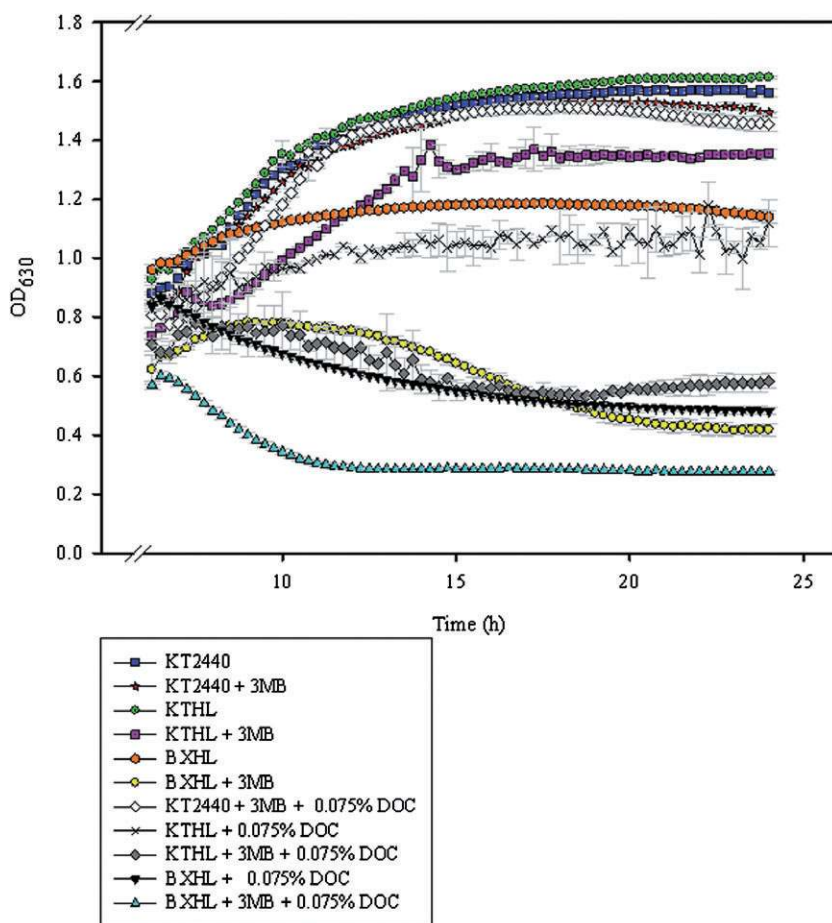 1.8
1.6
1.4
1.2
1.0
0.8
0.6
0.4
0.2
0.0
OD630
10
15
20
25
Time (h)
KT2440
KT2440 + 3MB
KTHL
KTHL + 3MB
BXHL
BXHL + 3MB
KT2440 + 3MB + 0.075% DOC
KTHL + 0.075% DOC
KTHL + 3MB + 0.075% DOC
BXHL + 0.075% DOC
BXHL + 3MB + 0.075% DOC